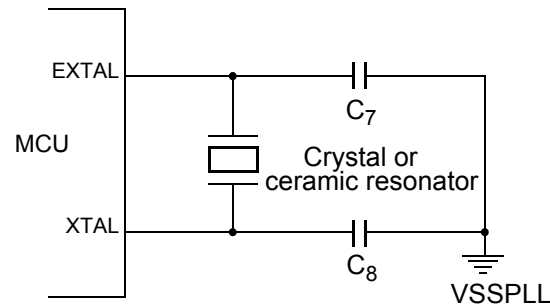 EXTAL
C7
MCU
Crystal or
ceramic resonator
XTAL
C8
VSSPLL